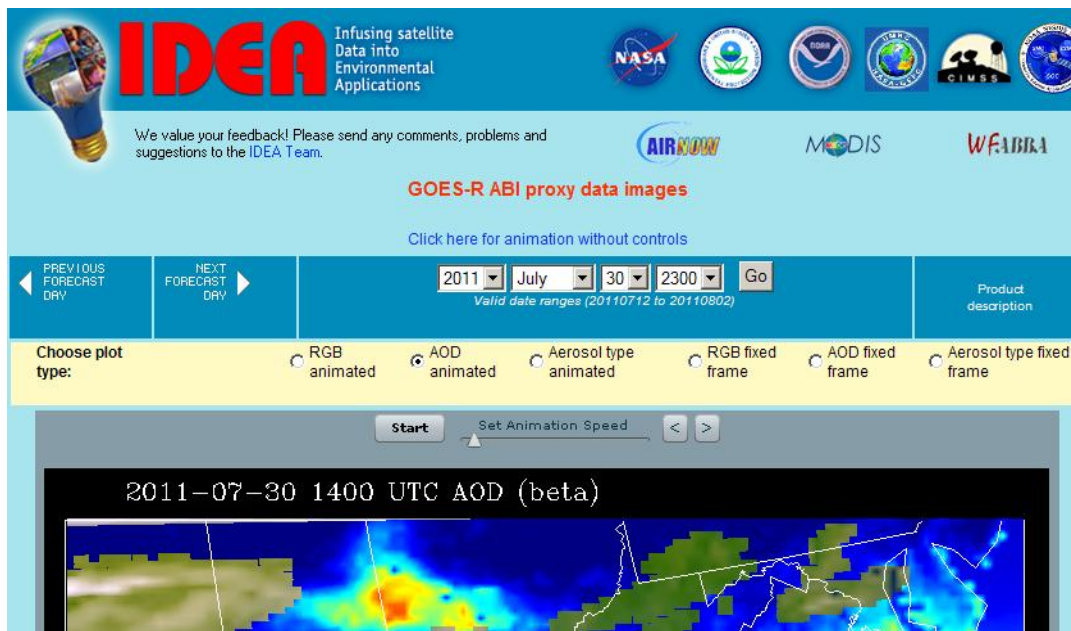 IDEA
Infusing satellite
Data into
Environmental
Applications
NASA
NOAA
CIMSS
We value your feedback! Please send any comments, problems and
suggestions to the IDEA Team.
AIRNOW
MODIS
WFABBA
GOES-R ABI proxy data images
Click here for animation without controls
PREVIOUS
FORECAST
DAY
NEXT
FORECAST
DAY
2011 July 30 2300 Go
Valid date ranges (20110712 to 20110802)
Product
description
Choose plot
type:
RGB
animated
AOD
animated
Aerosol type
animated
RGB fixed
frame
AOD fixed
frame
Aerosol type fixed
frame
Start Set Animation Speed < >
2011-07-30 1400 UTC AOD (beta)